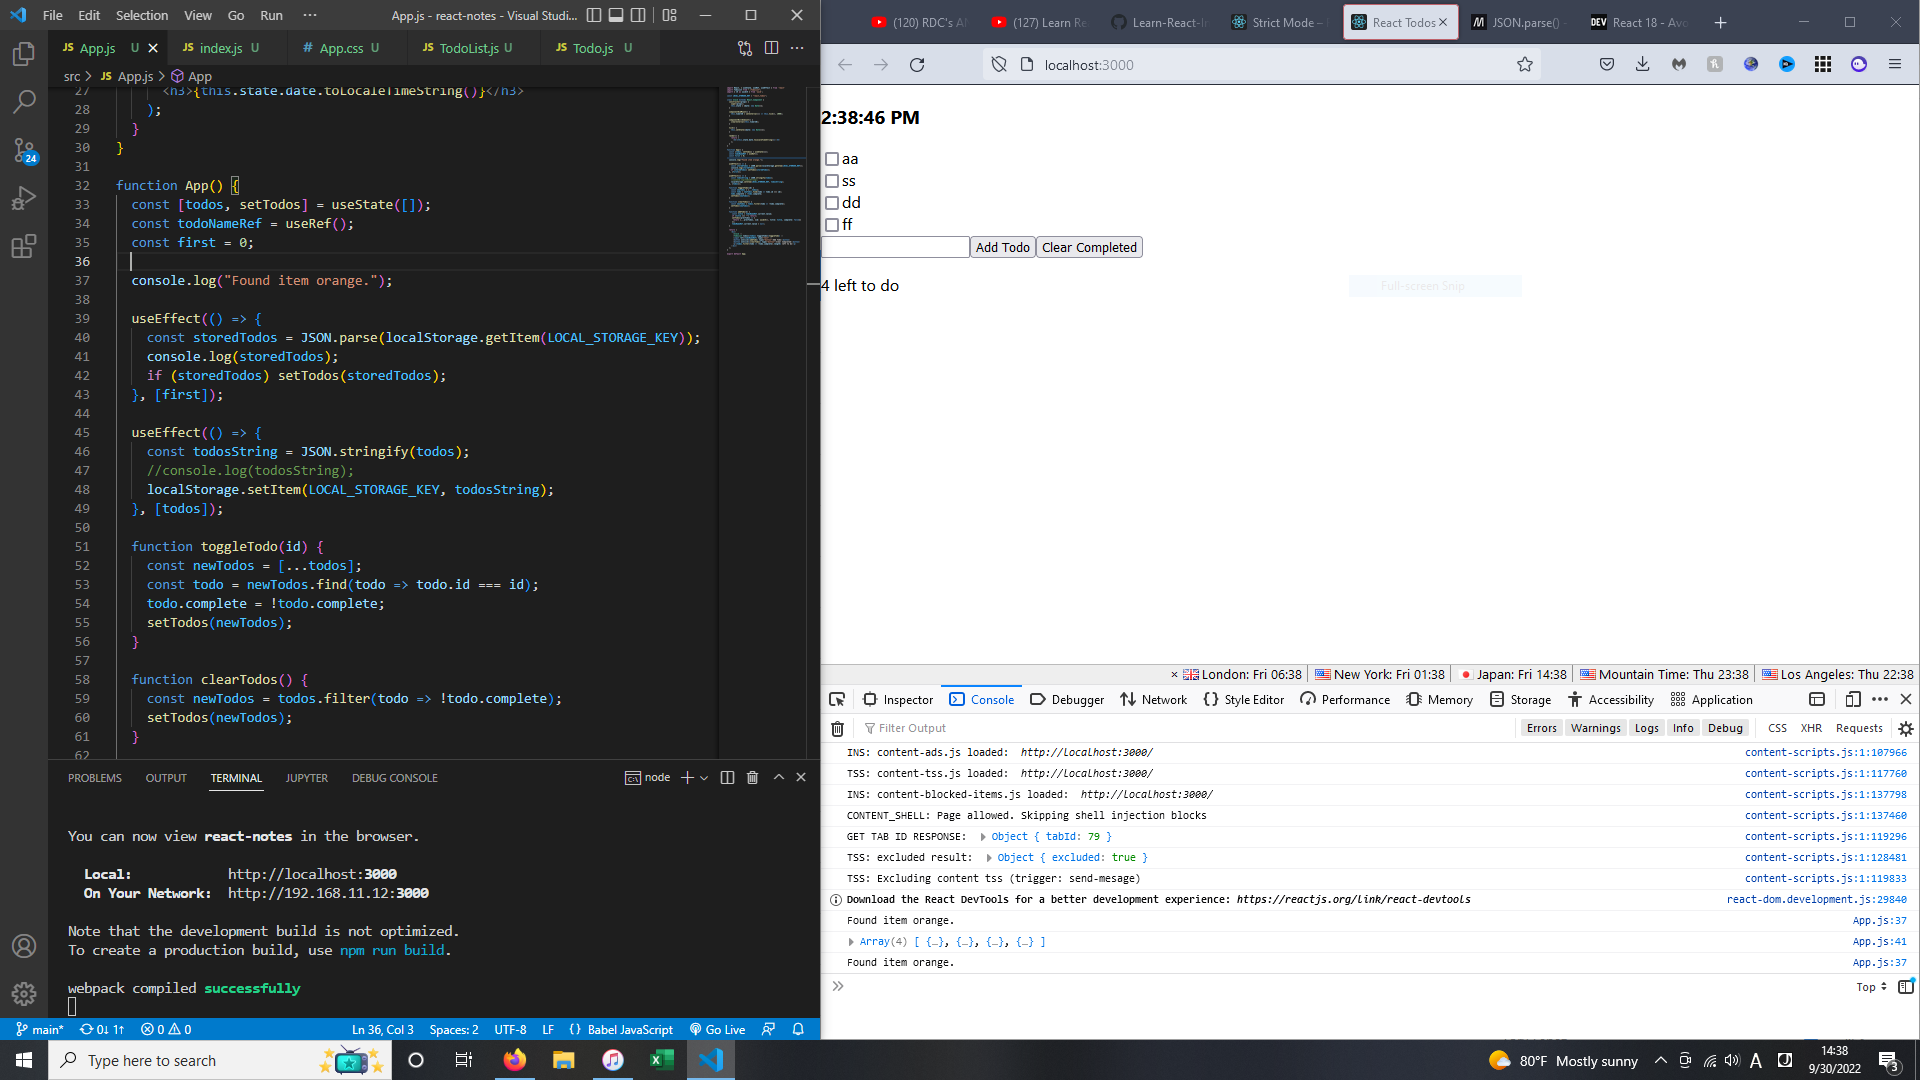 File Edit Selection View Go Run ··· App.js - react-notes - Visual Studi...
JS App.js U
JS index.js U
# App.css U
JS TodoList.js U
JS Todo.js U
src > JS App.js > App
27 <h3>{this.state.date.toLocaleTimeString()}</h3>
28 );
29 }
30 }
31
32 function App() {
33 const [todos, setTodos] = useState([]);
34 const todoNameRef = useRef();
35 const first = 0;
36
37 console.log("Found item orange.");
38
39 useEffect(() => {
40 const storedTodos = JSON.parse(localStorage.getItem(LOCAL_STORAGE_KEY));
41 console.log(storedTodos);
42 if (storedTodos) setTodos(storedTodos);
43 }, [first]);
44
45 useEffect(() => {
46 const todosString = JSON.stringify(todos);
47 //console.log(todosString);
48 localStorage.setItem(LOCAL_STORAGE_KEY, todosString);
49 }, [todos]);
50
51 function toggleTodo(id) {
52 const newTodos = [...todos];
53 const todo = newTodos.find(todo => todo.id === id);
54 todo.complete = !todo.complete;
55 setTodos(newTodos);
56 }
57
58 function clearTodos() {
59 const newTodos = todos.filter(todo => !todo.complete);
60 setTodos(newTodos);
61 }
62
24
PROBLEMS OUTPUT TERMINAL JUPYTER DEBUG CONSOLE node
You can now view react-notes in the browser.
Local: http://localhost:3000
On Your Network: http://192.168.11.12:3000
Note that the development build is not optimized.
To create a production build, use npm run build.
webpack compiled successfully
main* 0↓ 1↑ 0 0 Ln 36, Col 3 Spaces: 2 UTF-8 LF {} Babel JavaScript Go Live
(120) RDC's
(127) Learn Re
Learn-React-I
Strict Mode –
React Todos
JSON.parse() -
DEV React 18 - Avo
localhost:3000
2:38:46 PM
aa
ss
dd
ff
Add Todo Clear Completed
4 left to do
Full-screen Snip
London: Fri 06:38 New York: Fri 01:38 Japan: Fri 14:38 Mountain Time: Thu 23:38 Los Angeles: Thu 22:38
Inspector Console Debugger Network {} Style Editor Performance Memory Storage Accessibility Application
Filter Output Errors Warnings Logs Info Debug CSS XHR Requests
INS: content-ads.js loaded: http://localhost:3000/ content-scripts.js:1:107966
TSS: content-tss.js loaded: http://localhost:3000/ content-scripts.js:1:117760
INS: content-blocked-items.js loaded: http://localhost:3000/ content-scripts.js:1:137798
CONTENT_SHELL: Page allowed. Skipping shell injection blocks content-scripts.js:1:137460
GET TAB ID RESPONSE: Object { tabId: 79 } content-scripts.js:1:119296
TSS: excluded result: Object { excluded: true } content-scripts.js:1:128481
TSS: Excluding content tss (trigger: send-mesage) content-scripts.js:1:119833
Download the React DevTools for a better development experience: https://reactjs.org/link/react-devtools react-dom.development.js:29840
Found item orange. App.js:37
Array(4) [ {…}, {…}, {…}, {…} ] App.js:41
Found item orange. App.js:37
Top
Type here to search
80°F Mostly sunny
A
14:38
9/30/2022
3